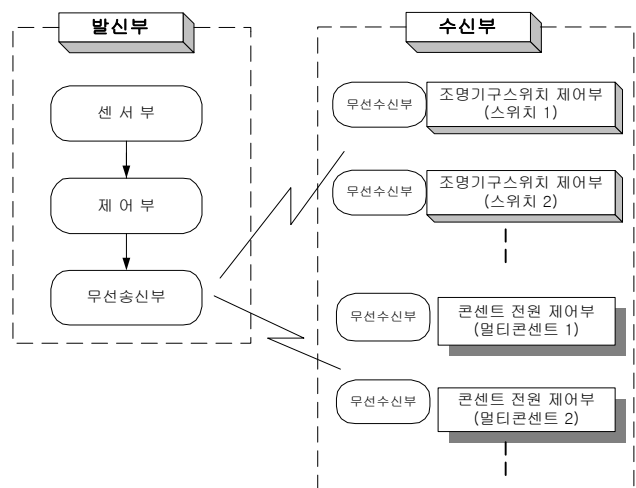 발신부
센 서 부
제 어 부
무선송신부
수신부
무선수신부
조명기구스위치 제어부
(스위치 1)
무선수신부
조명기구스위치 제어부
(스위치 2)
무선수신부
콘센트 전원 제어부
(멀티콘센트 1)
무선수신부
콘센트 전원 제어부
(멀티콘센트 2)